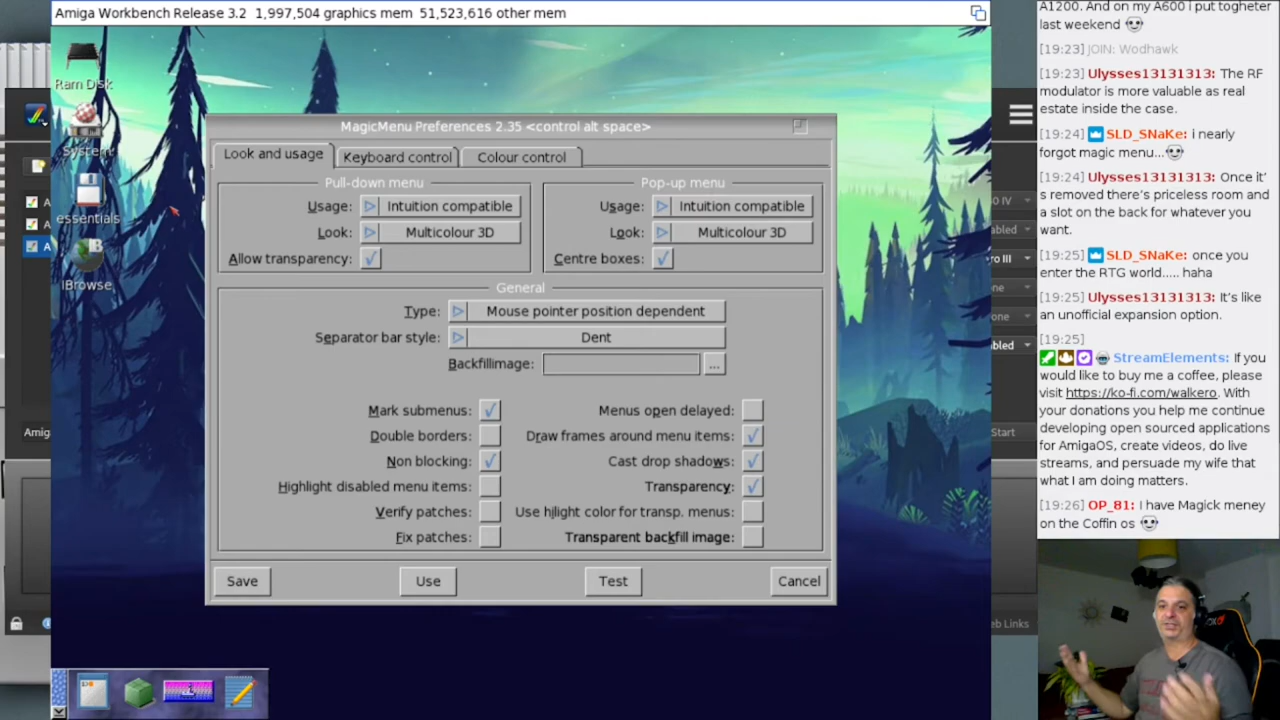 Amiga Workbench Release 3.2 1,997,504 graphics mem 51,523,616 other mem
Ram Disk
System
essentials
IBrowse
MagicMenu Preferences 2.35 <control alt space>
Look and usage
Keyboard control
Colour control
Pull-down menu
Usage: Intuition compatible
Look: Multicolour 3D
Allow transparency:
Pop-up menu
Usage: Intuition compatible
Look: Multicolour 3D
Centre boxes:
General
Type: Mouse pointer position dependent
Separator bar style: Dent
Backfillimage: ...
Mark submenus:
Double borders:
Non blocking:
Highlight disabled menu items:
Verify patches:
Fix patches:
Menus open delayed:
Draw frames around menu items:
Cast drop shadows:
Transparency:
Use hilight color for transp. menus:
Transparent backfill image:
Save
Use
Test
Cancel
A
A
A
Amig
O IV
abled
ro III
ne
one
bled
Start
eb Links
A1200. And on my A600 I put togheter
last weekend
[19:23] JOIN: Wodhawk
[19:23] Ulysses13131313: The RF
modulator is more valuable as real
estate inside the case.
[19:24] SLD_SNaKe: i nearly
forgot magic menu...
[19:24] Ulysses13131313: Once it's
removed there's priceless room and
a slot on the back for whatever you
want.
[19:25] SLD_SNaKe: once you
enter the RTG world..... haha
[19:25] Ulysses13131313: It's like
an unofficial expansion option.
[19:25]
StreamElements: If you
would like to buy me a coffee, please
visit https://ko-fi.com/walkero. With
your donations you help me continue
developing open sourced applications
for AmigaOS, create videos, do live
streams, and persuade my wife that
what I am doing matters.
[19:26] OP_81: I have Magick meney
on the Coffin os